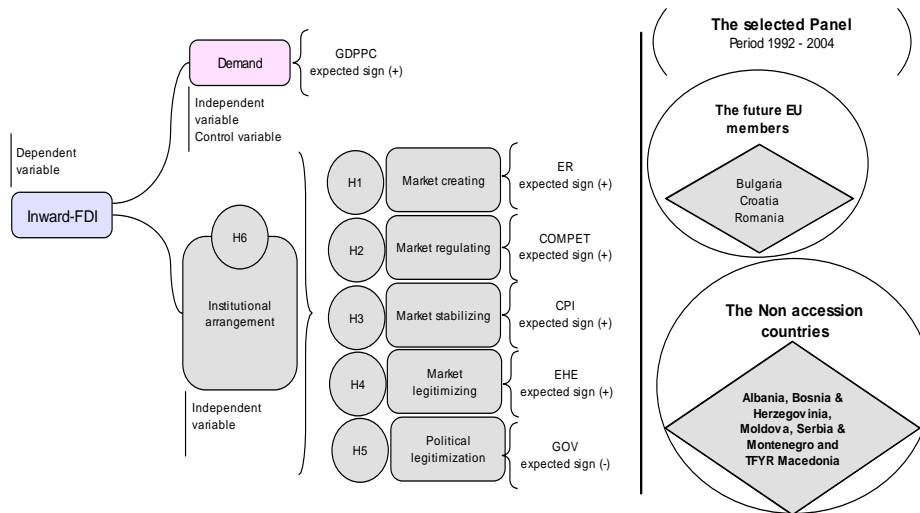 Dependent
variable
Inward-FDI
Demand
GDPPC
expected sign (+)
Independent
variable
Control variable
H6
Institutional
arrangement
Independent
variable
H1
Market creating
ER
expected sign (+)
H2
Market regulating
COMPET
expected sign (+)
H3
Market stabilizing
CPI
expected sign (+)
H4
Market
legitimizing
EHE
expected sign (+)
H5
Political
legitimization
GOV
expected sign (-)
The selected Panel
Period 1992 - 2004
The future EU
members
Bulgaria
Croatia
Romania
The Non accession
countries
Albania, Bosnia &
Herzegovinia,
Moldova, Serbia &
Montenegro and
TFYR Macedonia